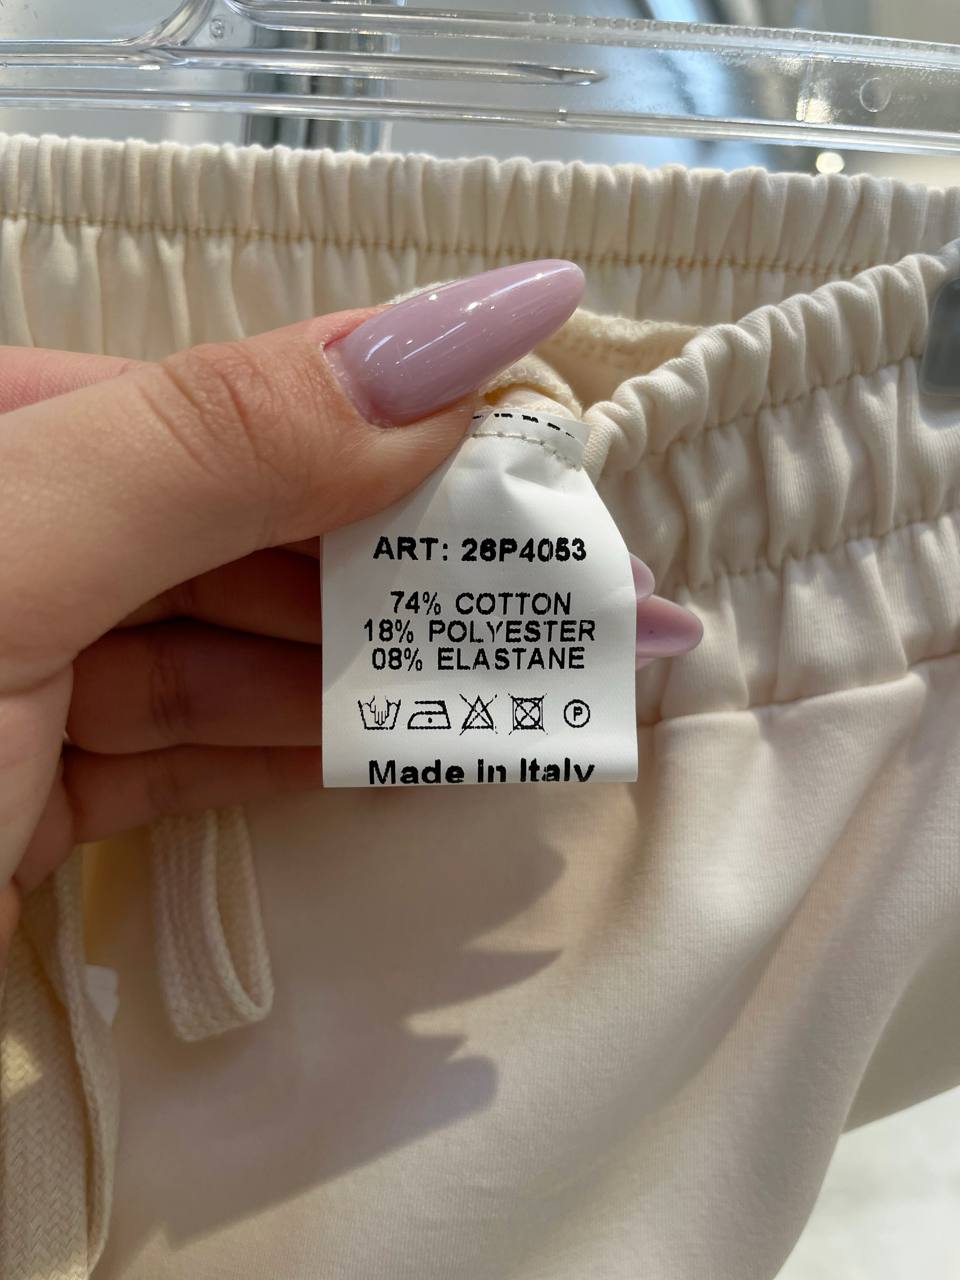 ART: 26P4053
74% COTTON
18% POLYESTER
08% ELASTANE
P
Made in Italy